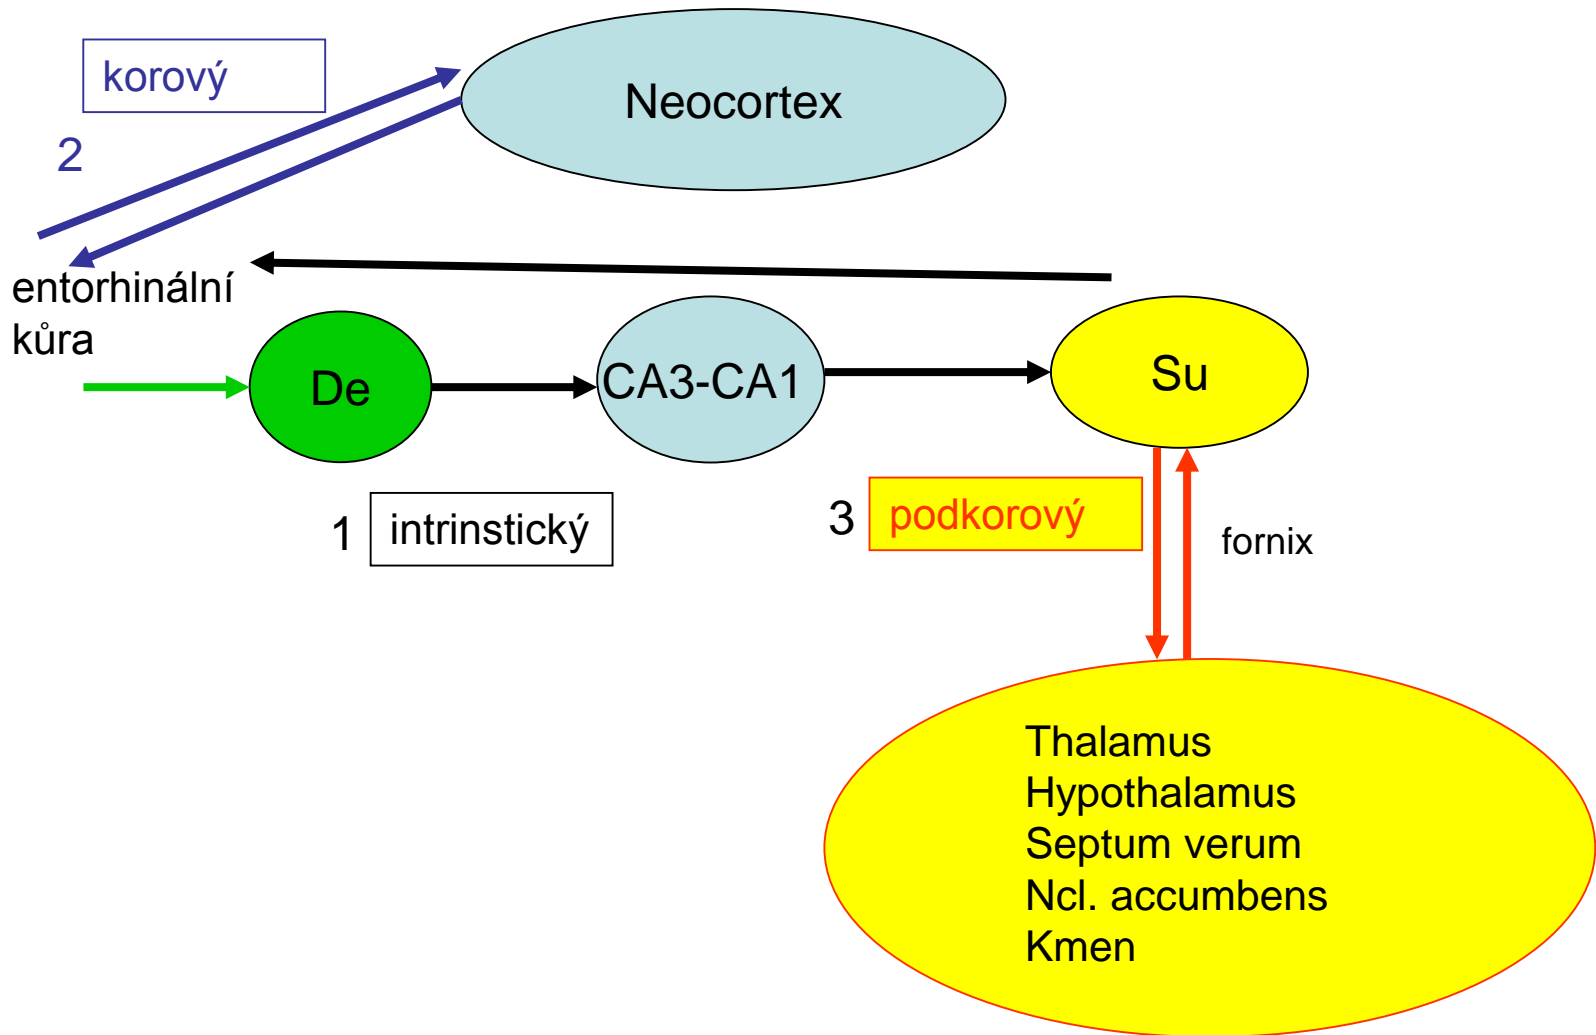 korový
Neocortex
2
entorhinální
kůra
De
CA3-CA1
Su
1
intrinstický
3
podkorový
fornix
Thalamus
Hypothalamus
Septum verum
Ncl. accumbens
Kmen